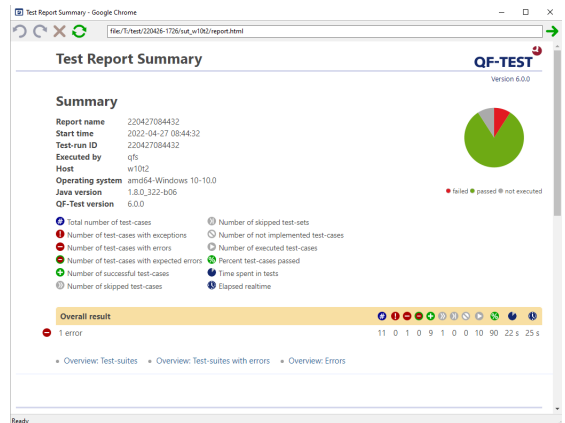 Test Report Summary - Google Chrome
file:/T:/test/220426-1726/sut_w10t2/report.html
Test Report Summary
QF-TEST
Version 6.0.0
Summary
Report name 220427084432
Start time 2022-04-27 08:44:32
Test-run ID 220427084432
Executed by qfs
Host w10t2
Operating system amd64-Windows 10-10.0
Java version 1.8.0_322-b06
QF-Test version 6.0.0
failed passed not executed
# Total number of test-cases Number of skipped test-sets
Number of test-cases with exceptions Number of not implemented test-cases
Number of test-cases with errors Number of executed test-cases
Number of test-cases with expected errors % Percent test-cases passed
Number of successful test-cases Time spent in tests
Number of skipped test-cases Elapsed realtime
Overall result # %
1 error 11 0 1 0 9 1 0 0 10 90 22 s 25 s
Overview: Test-suites Overview: Test-suites with errors Overview: Errors
Ready